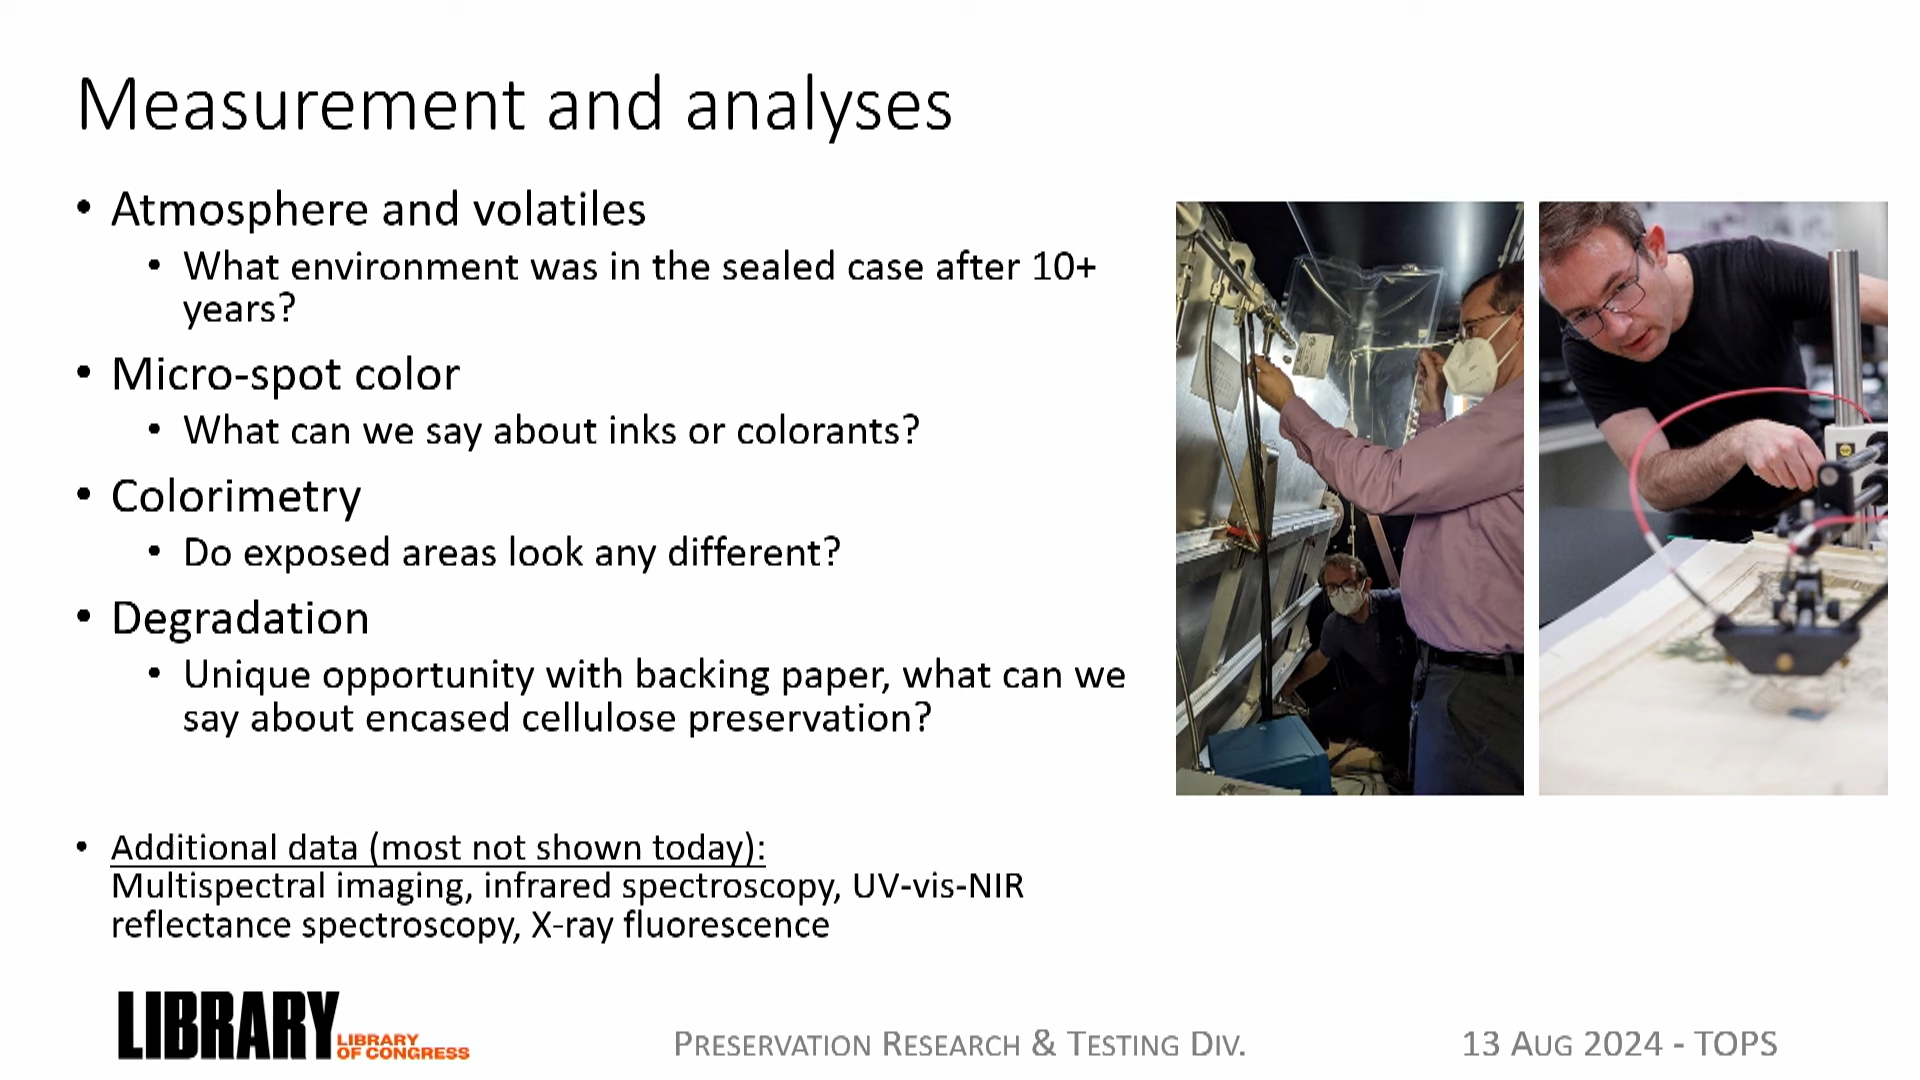 Measurement and analyses
• Atmosphere and volatiles
• What environment was in the sealed case after 10+
years?
• Micro-spot color
• What can we say about inks or colorants?
• Colorimetry
• Do exposed areas look any different?
• Degradation
• Unique opportunity with backing paper, what can we
say about encased cellulose preservation?
• Additional data (most not shown today):
Multispectral imaging, infrared spectroscopy, UV-vis-NIR
reflectance spectroscopy, X-ray fluorescence
LIBRARY
LIBRARY
OF CONGRESS
PRESERVATION RESEARCH & TESTING DIV.
13 AUG 2024 - TOPS